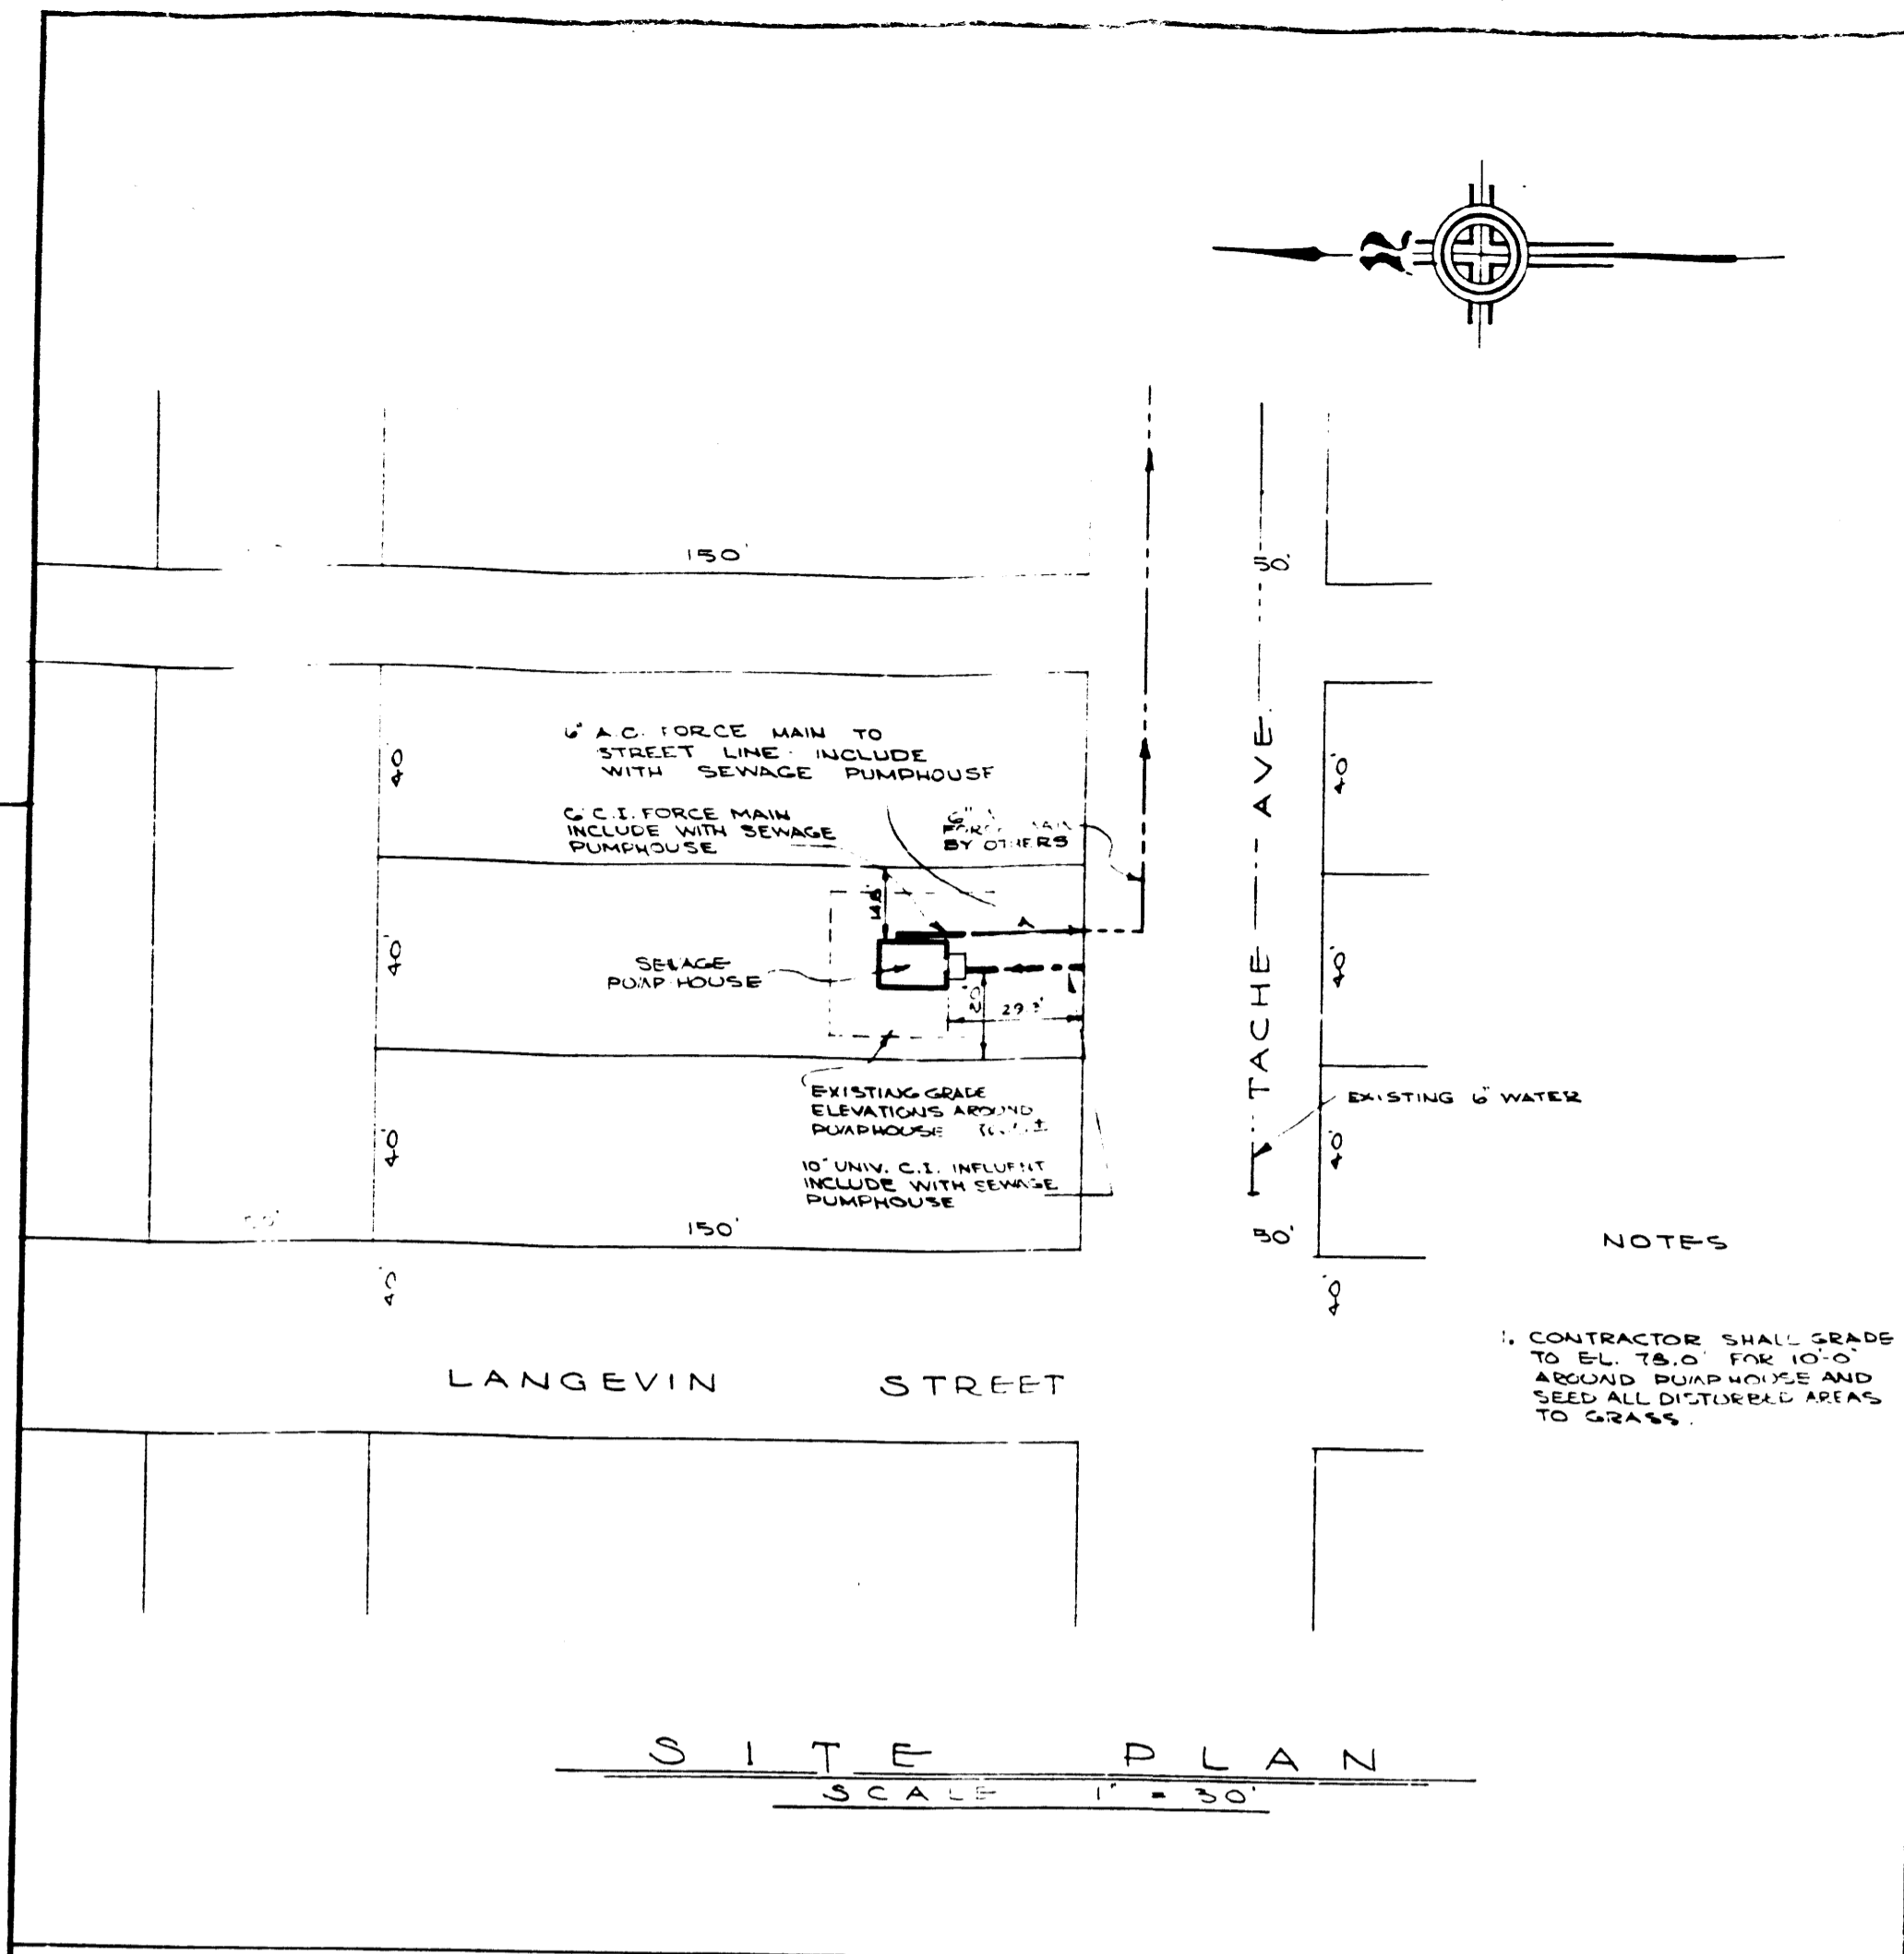 N
150'
50'
6" A.C. FORCE MAIN TO
STREET LINE · INCLUDE
WITH SEWAGE PUMPHOUSE
40'
40'
6" C.I. FORCE MAIN
INCLUDE WITH SEWAGE
PUMPHOUSE
6"
FORCE MAIN
BY OTHERS
TACHE AVE.
40'
40'
SEWAGE
PUMP HOUSE
EXISTING GRADE
ELEVATIONS AROUND
PUMPHOUSE
EXISTING 6" WATER
40'
40'
10" UNIV. C.I. INFLUENT
INCLUDE WITH SEWAGE
PUMPHOUSE
150'
50'
40'
40'
NOTES
1. CONTRACTOR SHALL GRADE
TO EL. 78.0' FOR 10'-0"
AROUND PUMPHOUSE AND
SEED ALL DISTURBED AREAS
TO GRASS.
LANGEVIN STREET
SITE PLAN
SCALE 1" = 30'